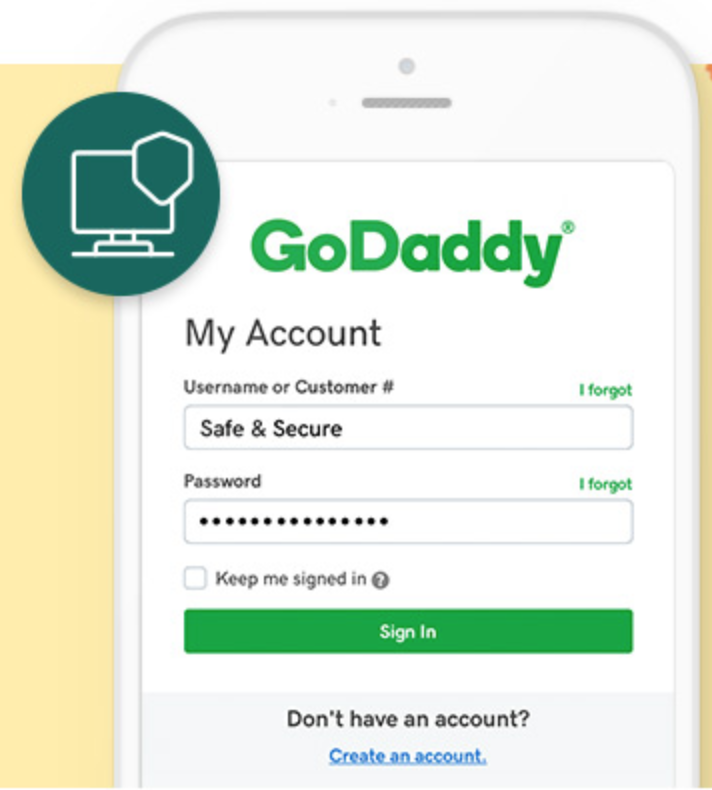 GoDaddy®
My Account
Username or Customer # I forgot
Safe & Secure
Password I forgot
•••••••••••••••
Keep me signed in ?
Sign In
Don't have an account?
Create an account.